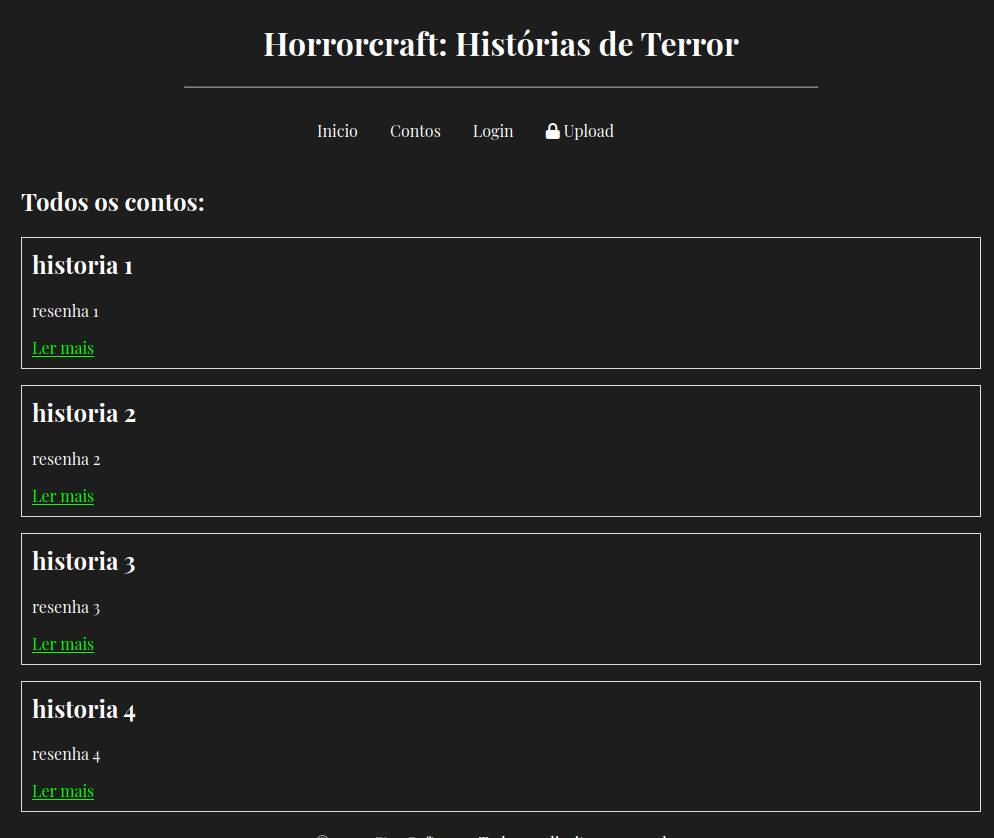 Horrorcraft: Histórias de Terror
Inicio Contos Login Upload
Todos os contos:
historia 1
resenha 1
Ler mais
historia 2
resenha 2
Ler mais
historia 3
resenha 3
Ler mais
historia 4
resenha 4
Ler mais